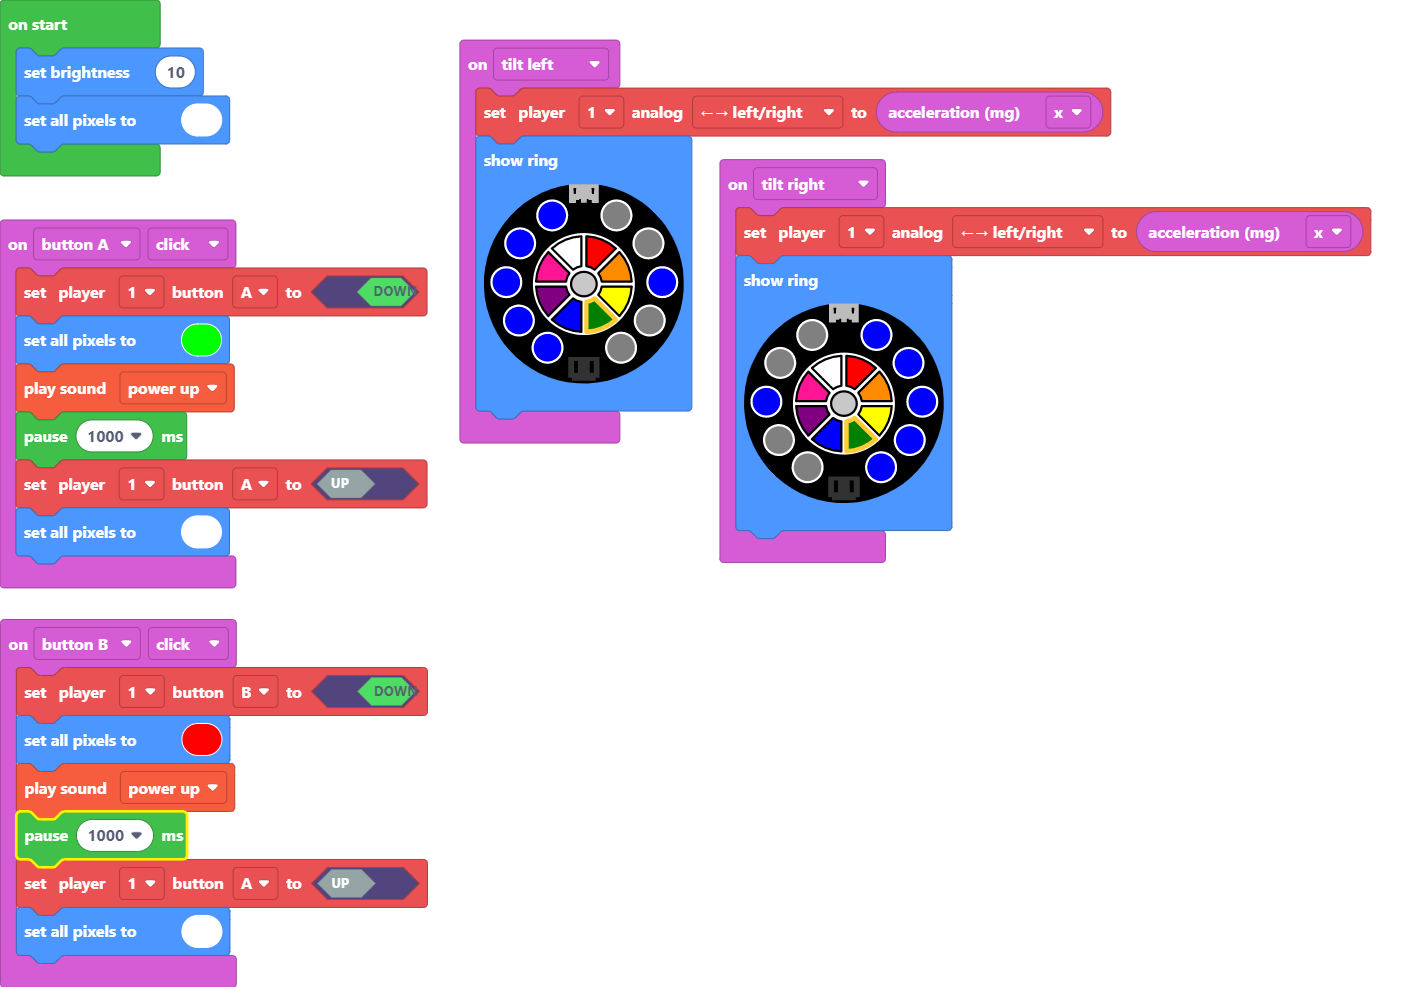 on start
set brightness 10
set all pixels to
on button A click
set player 1 button A to DOWN
set all pixels to
play sound power up
pause 1000 ms
set player 1 button A to UP
set all pixels to
on button B click
set player 1 button B to DOWN
set all pixels to
play sound power up
pause 1000 ms
set player 1 button A to UP
set all pixels to
on tilt left
set player 1 analog ←→ left/right to acceleration (mg) x
show ring
on tilt right
set player 1 analog ←→ left/right to acceleration (mg) x
show ring